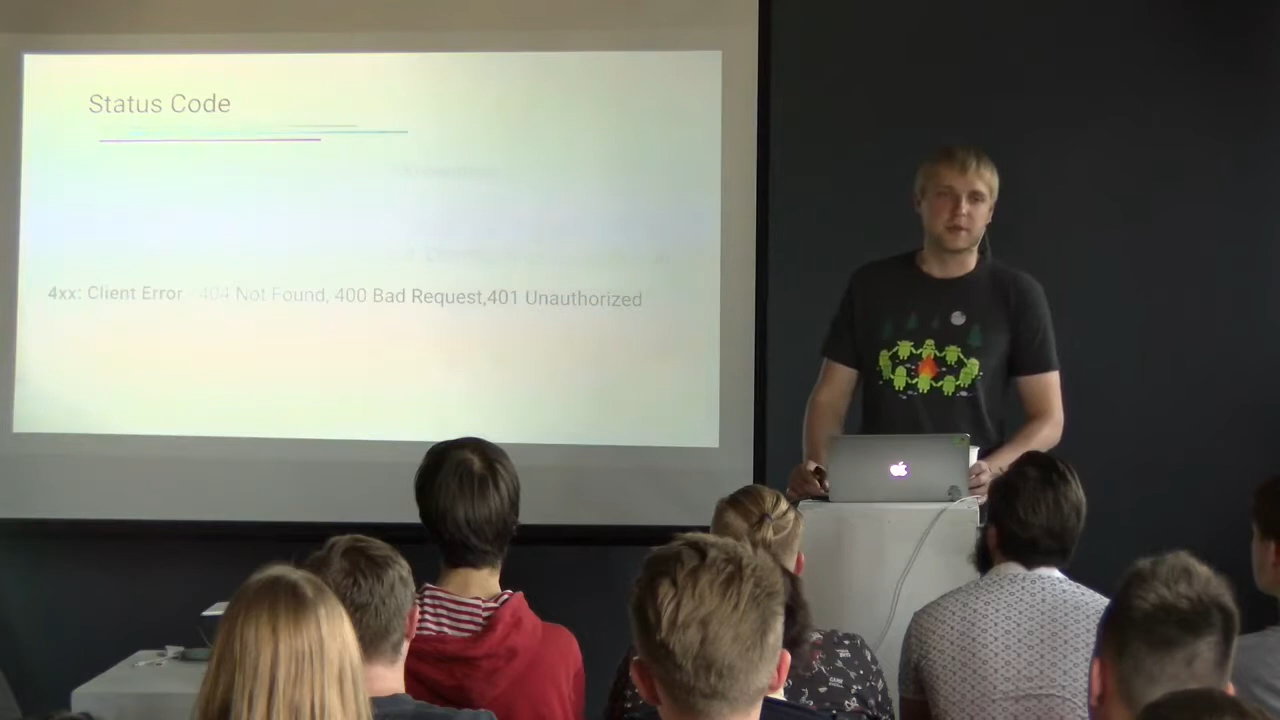 Status Code
4xx: Client Error - 404 Not Found, 400 Bad Request,401 Unauthorized